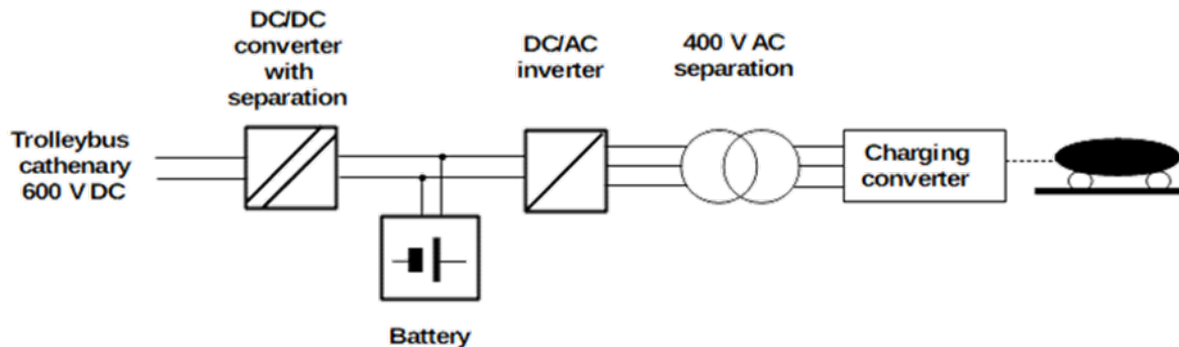 DC/DC
converter
with
separation
DC/AC
inverter
400 V AC
separation
Trolleybus
cathenary
600 V DC
Charging
converter
Battery